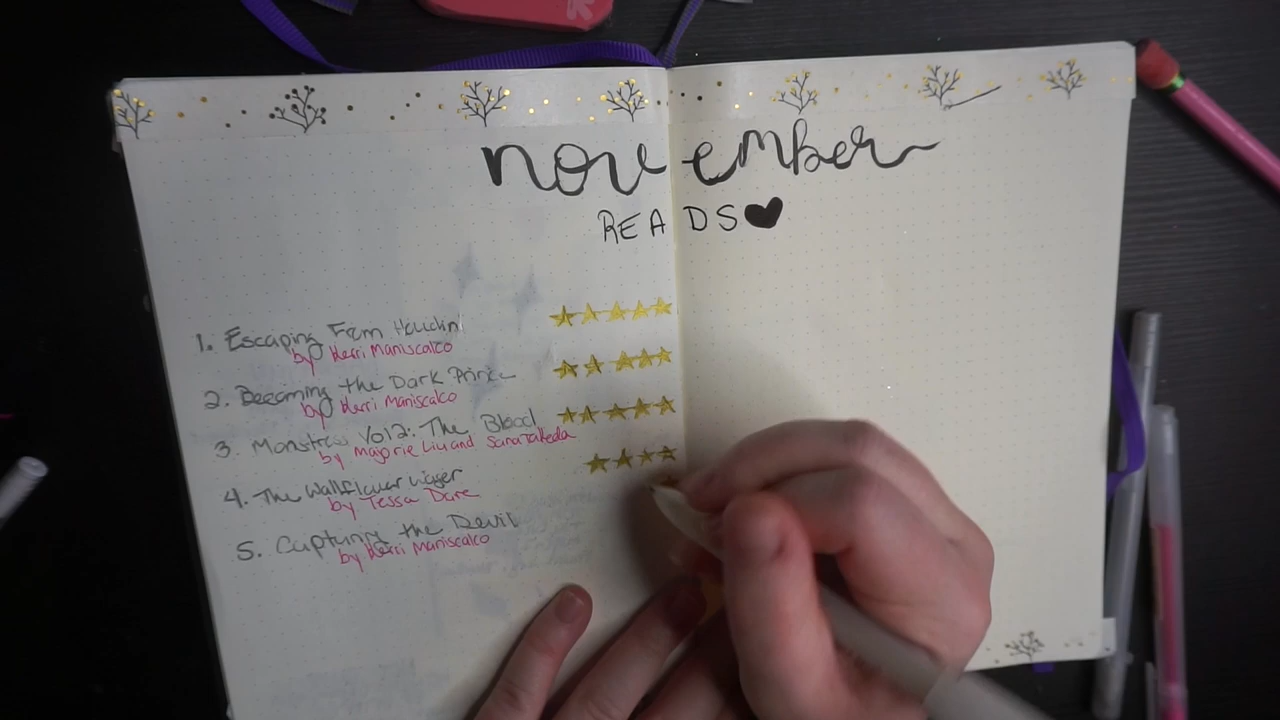 november
READS
1. Escaping From Houdini
by Kerri Maniscalco
2. Becoming the Dark Prince
by Kerri Maniscalco
3. Monstress Vol2: The Blood
by Marjorie Liu and Sana Takeda
4. The Wallflower Wager
by Tessa Dare
5. Capturing the Devil
by Kerri Maniscalco